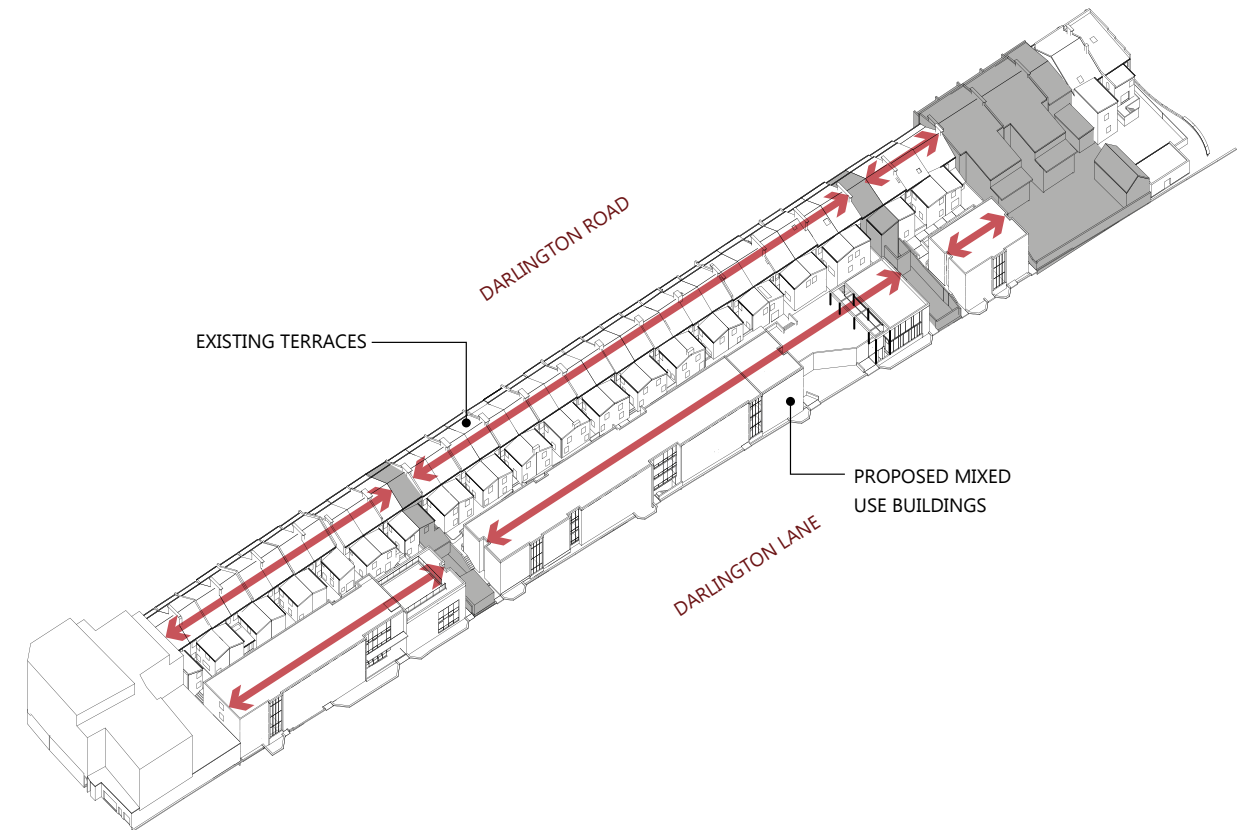 DARLINGTON ROAD
EXISTING TERRACES
PROPOSED MIXED
USE BUILDINGS
DARLINGTON LANE